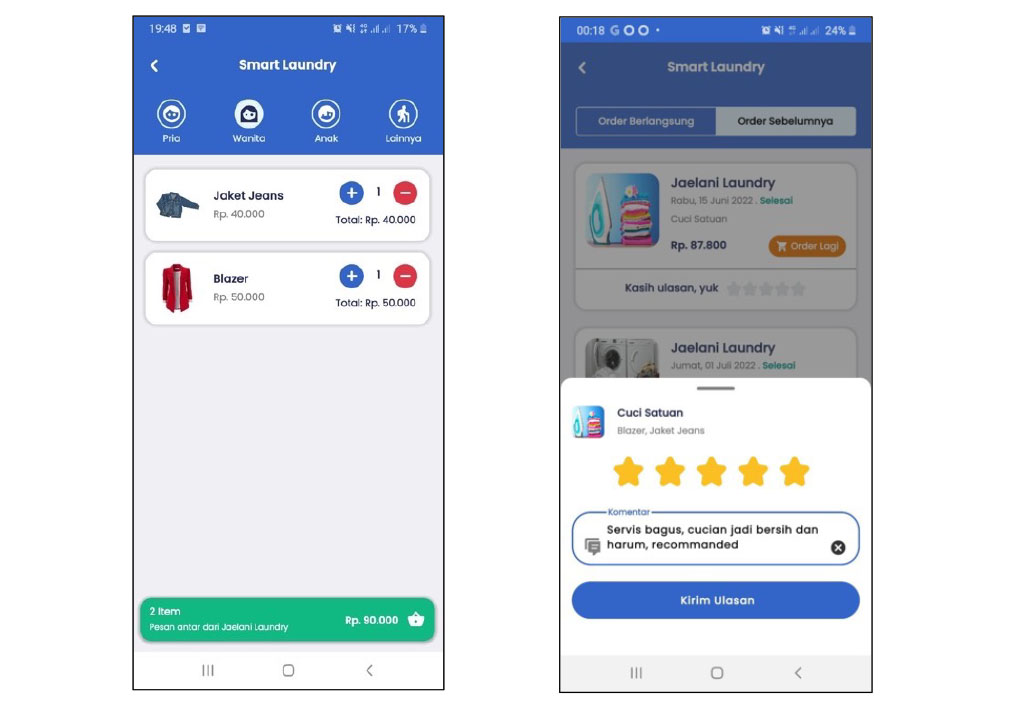 19:48
17%
Smart Laundry
Pria
Wanita
Anak
Lainnya
Jaket Jeans
Rp. 40.000
1
Total: Rp. 40.000
Blazer
Rp. 50.000
1
Total: Rp. 50.000
2 Item
Pesan antar dari Jaelani Laundry
Rp. 90.000
00:18 G
24%
Smart Laundry
Order Berlangsung
Order Sebelumnya
Jaelani Laundry
Rabu, 15 Juni 2022 . Selesai
Cuci Satuan
Rp. 87.800
Order Lagi
Kasih ulasan, yuk
Jaelani Laundry
Jumat, 01 Juli 2022 . Selesai
Cuci Satuan
Blazer, Jaket Jeans
Komentar
Servis bagus, cucian jadi bersih dan
harum, recommanded
Kirim Ulasan